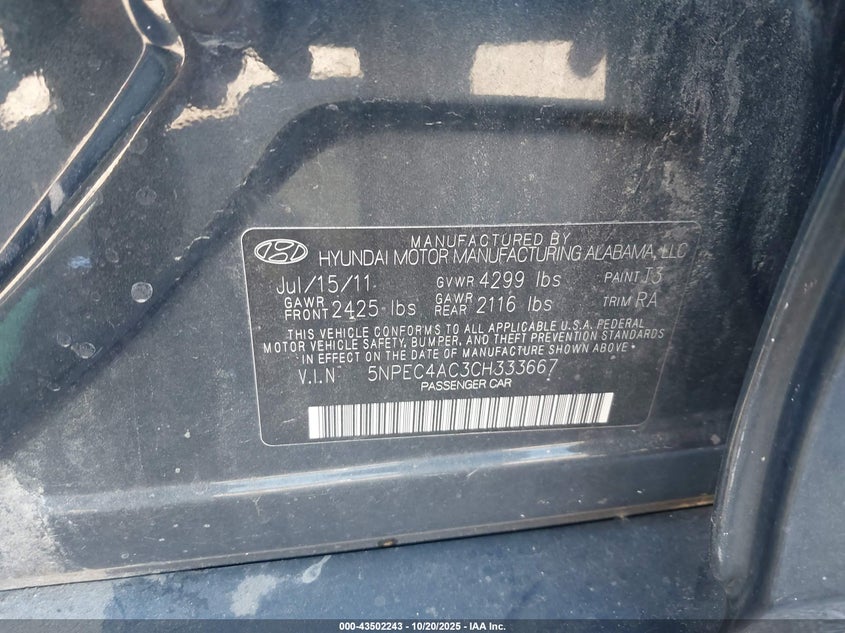 MANUFACTURED BY
HYUNDAI MOTOR MANUFACTURING ALABAMA, LLC
Jul/15/11 GVWR 4299 lbs PAINT J3
GAWR FRONT 2425 lbs GAWR REAR 2116 lbs TRIM RA
THIS VEHICLE CONFORMS TO ALL APPLICABLE U.S.A. FEDERAL
MOTOR VEHICLE SAFETY, BUMPER, AND THEFT PREVENTION STANDARDS
IN EFFECT ON THE DATE OF MANUFACTURE SHOWN ABOVE.
V.I.N 5NPEC4AC3CH333667
PASSENGER CAR
000-43502243 - 10/20/2025 - IAA Inc.